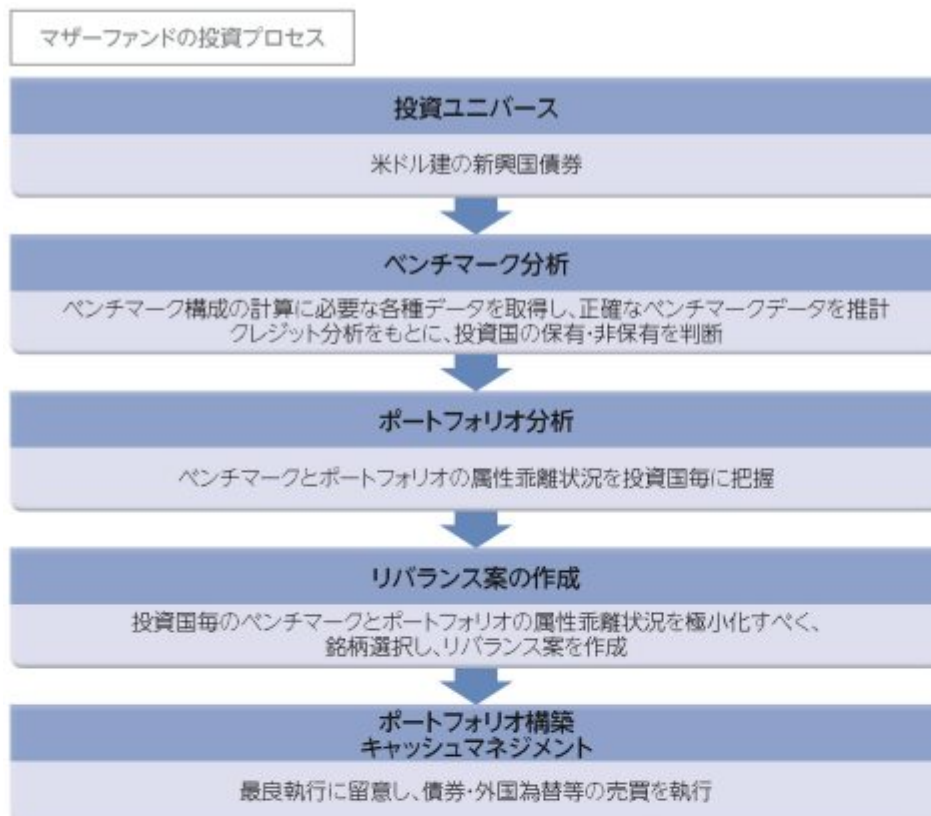 マザーファンドの投資プロセス
投資ユニバース
米ドル建の新興国債券
ベンチマーク分析
ベンチマーク構成の計算に必要な各種データを取得し、正確なベンチマークデータを推計
クレジット分析をもとに、投資国の保有・非保有を判断
ポートフォリオ分析
ベンチマークとポートフォリオの属性乖離状況を投資国毎に把握
リバランス案の作成
投資国毎のベンチマークとポートフォリオの属性乖離状況を極小化すべく、
銘柄選択し、リバランス案を作成
ポートフォリオ構築
キャッシュマネジメント
最良執行に留意し、債券・外国為替等の売買を執行